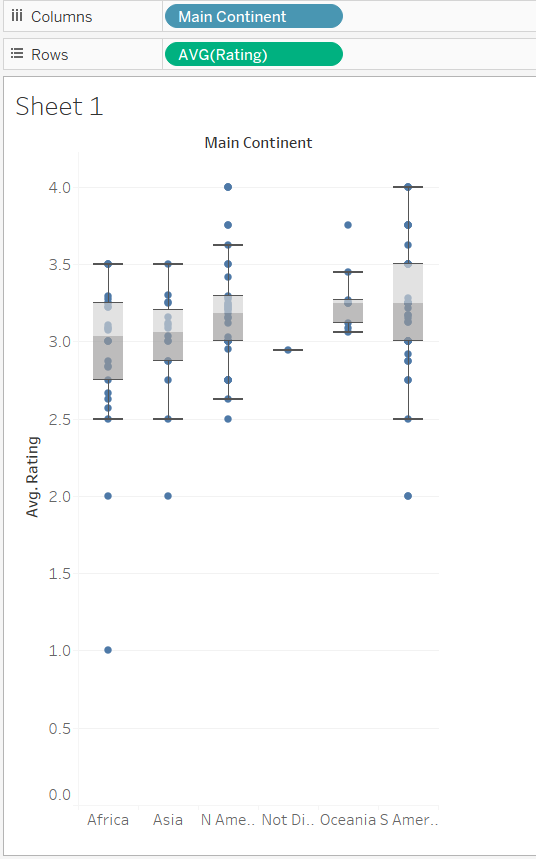 Columns Main Continent
Rows AVG(Rating)
Sheet 1
Main Continent
4.0
3.5
3.0
2.5
2.0
1.5
1.0
0.5
0.0
Avg. Rating
Africa Asia N Ame.. Not Di.. Oceania S Amer..